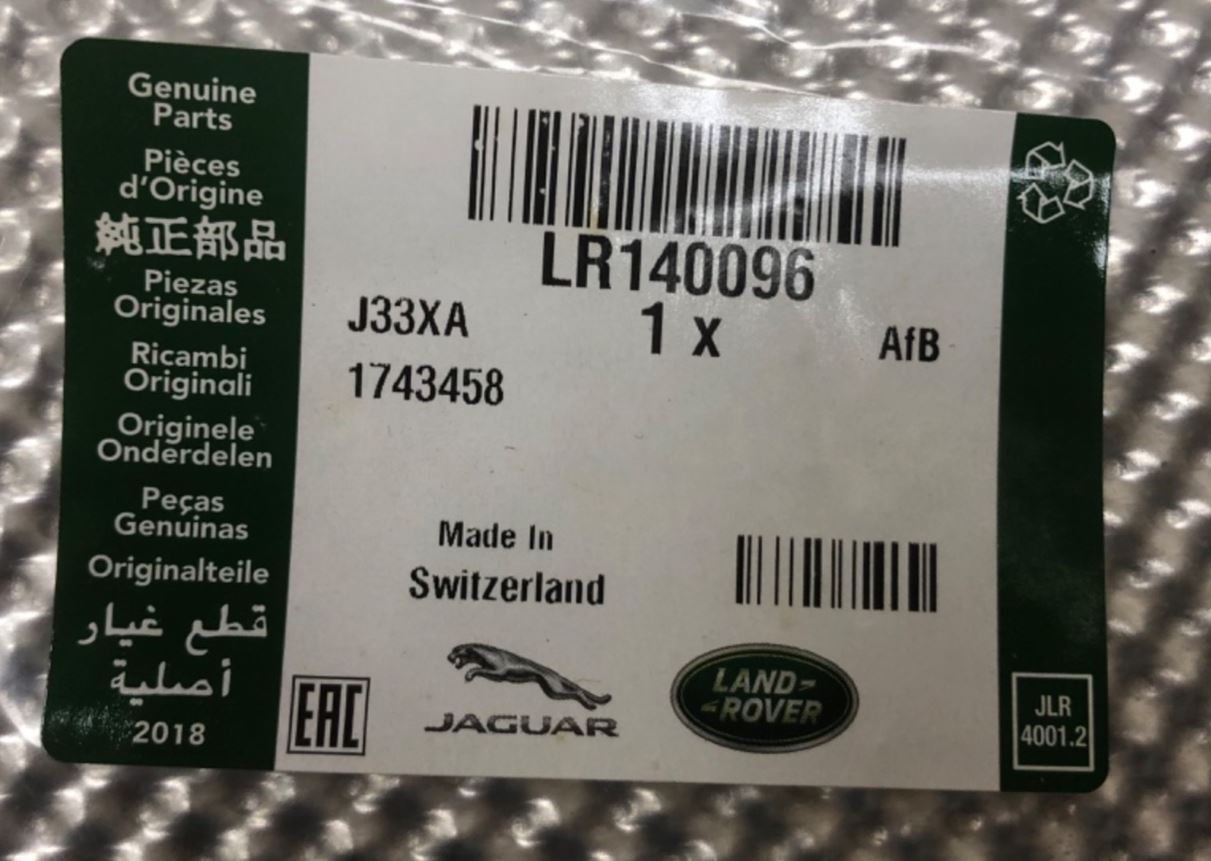 Genuine
Parts
Pièces
d'Origine
純正部品
Piezas
Originales
Ricambi
Originali
Originele
Onderdelen
Peças
Genuinas
Originalteile
قطع غيار
أصلية
2018
LR140096
J33XA
1 x
AfB
1743458
Made In
Switzerland
EAC
JAGUAR
LAND-
-ROVER
JLR
4001.2